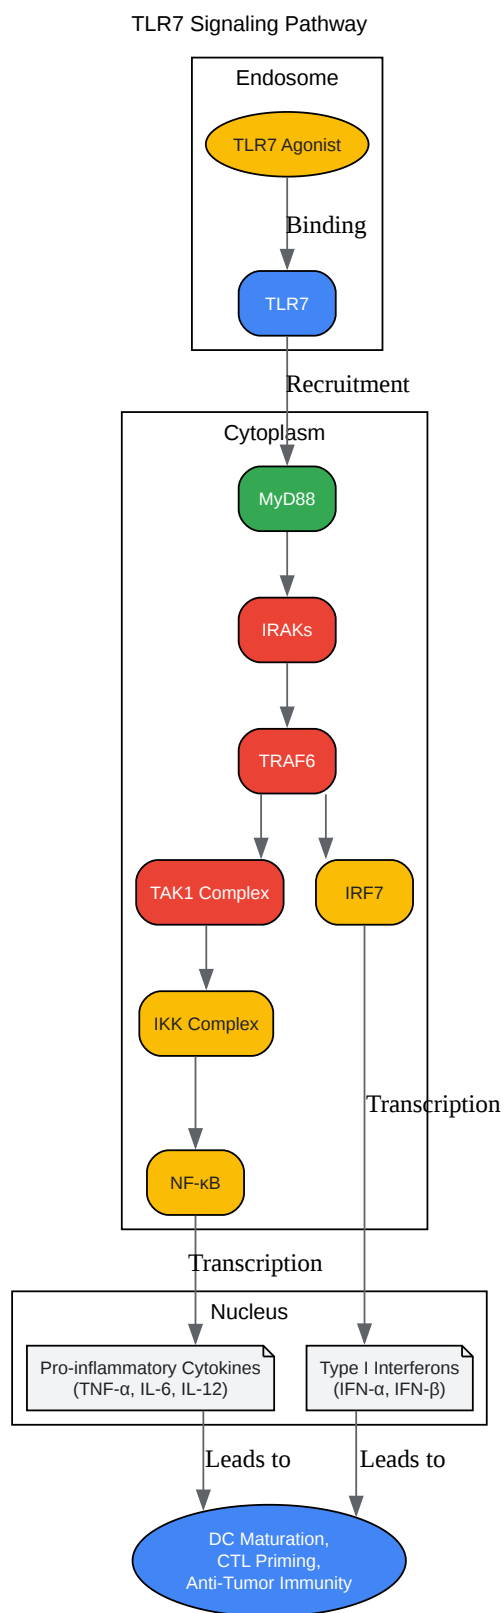 TLR7 Signaling Pathway
Endosome
TLR7 Agonist
Binding
TLR7
Recruitment
Cytoplasm
MyD88
IRAKs
TRAF6
TAK1 Complex
IRF7
IKK Complex
Transcription
NF-κB
Transcription
Nucleus
Pro-inflammatory Cytokines
(TNF-α, IL-6, IL-12)
Type I Interferons
(IFN-α, IFN-β)
Leads to
Leads to
DC Maturation,
CTL Priming,
Anti-Tumor Immunity